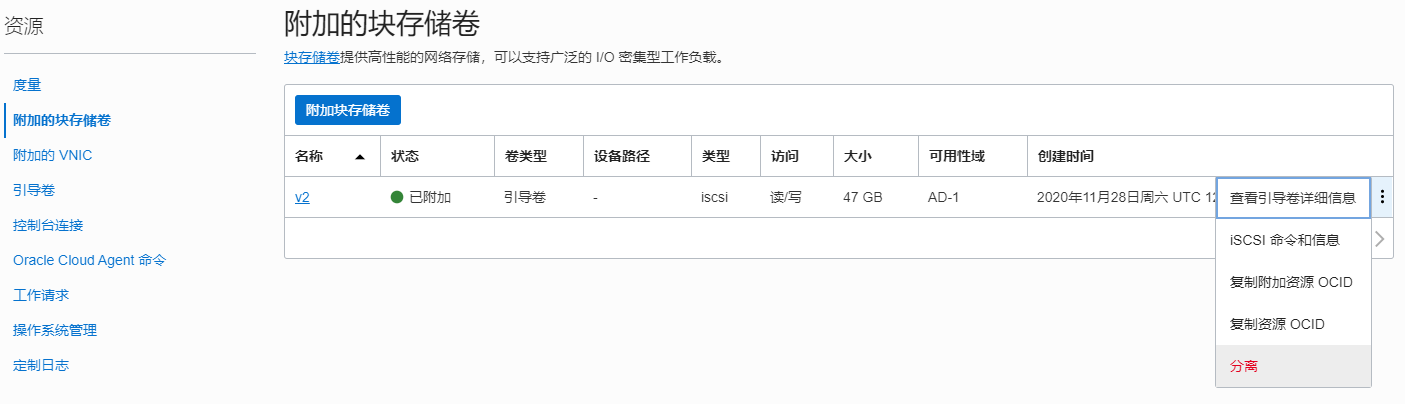 资源
度量
附加的块存储卷
附加的 VNIC
引导卷
控制台连接
Oracle Cloud Agent 命令
工作请求
操作系统管理
定制日志
附加的块存储卷
块存储卷提供高性能的网络存储，可以支持广泛的 I/O 密集型工作负载。
附加块存储卷
名称 状态 卷类型 设备路径 类型 访问 大小 可用性域 创建时间
v2 已附加 引导卷 - iscsi 读/写 47 GB AD-1 2020年11月28日周六 UTC 12
查看引导卷详细信息
iSCSI 命令和信息
复制附加资源 OCID
复制资源 OCID
分离